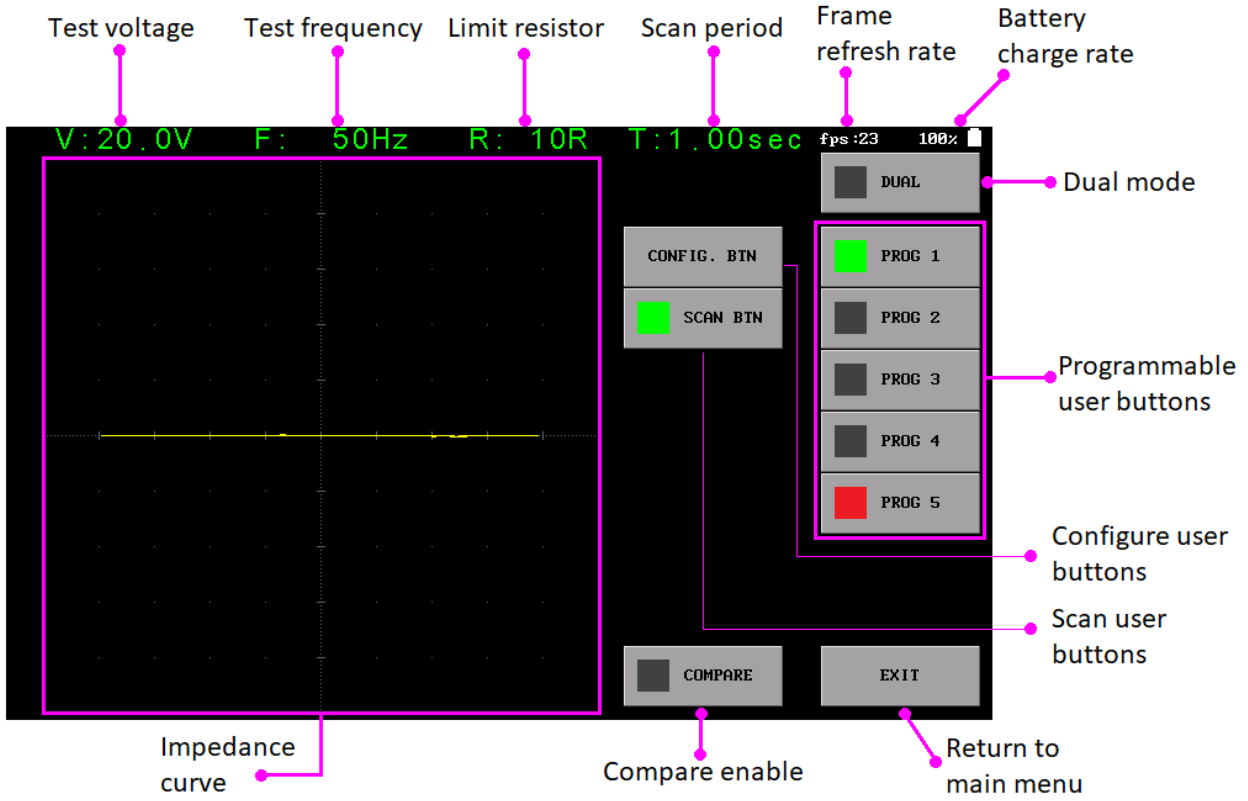 Test voltage
Test frequency
Limit resistor
Scan period
Frame
refresh rate
Battery
charge rate
V:20.0V
F: 50Hz
R: 10R
T:1.00sec
fps:23
100%
DUAL
Dual mode
CONFIG. BTN
SCAN BTN
PROG 1
PROG 2
PROG 3
PROG 4
PROG 5
Programmable
user buttons
Configure user
buttons
Scan user
buttons
COMPARE
EXIT
Impedance
curve
Compare enable
Return to
main menu